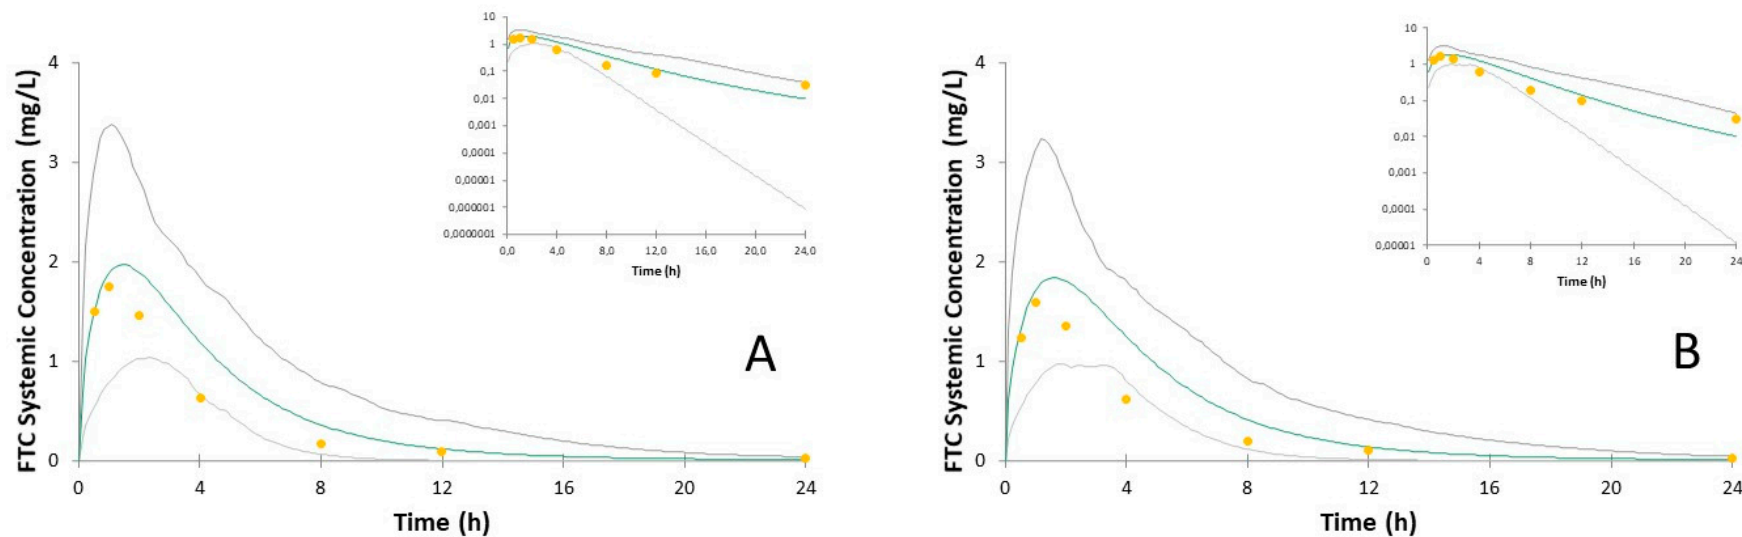 FTC Systemic Concentration (mg/L)
4
3
2
1
0
0 4 8 12 16 20 24
Time (h)
10
1
0,1
0,01
0,001
0,0001
0,00001
0,000001
0,0000001
0,0 4,0 8,0 12,0 16,0 20,0 24,0
Time (h)
A
FTC Systemic Concentration (mg/L)
4
3
2
1
0
0 4 8 12 16 20 24
Time (h)
10
1
0,1
0,01
0,001
0,0001
0,00001
0 4 8 12 16 20 24
Time (h)
B